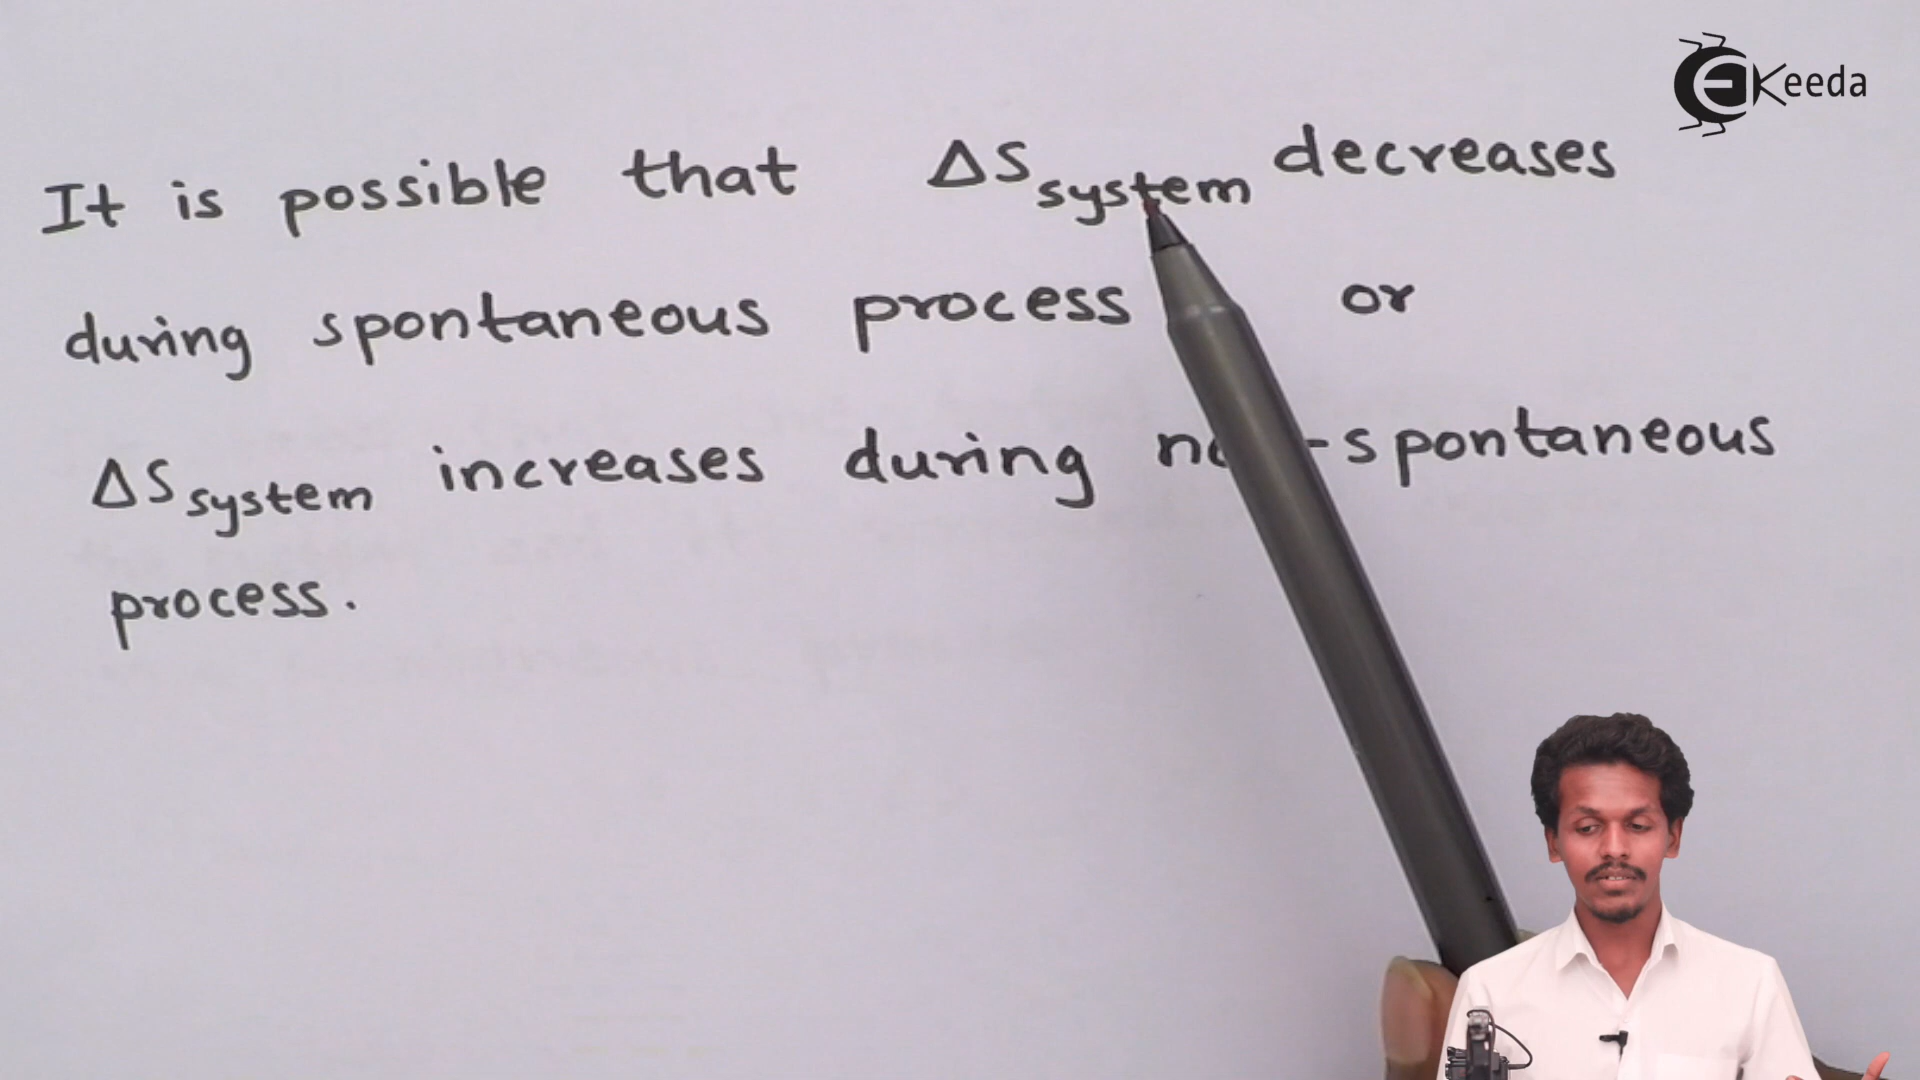 EKeeda
It is possible that ΔS system decreases
during spontaneous process or
ΔS system increases during -spontaneous
process.